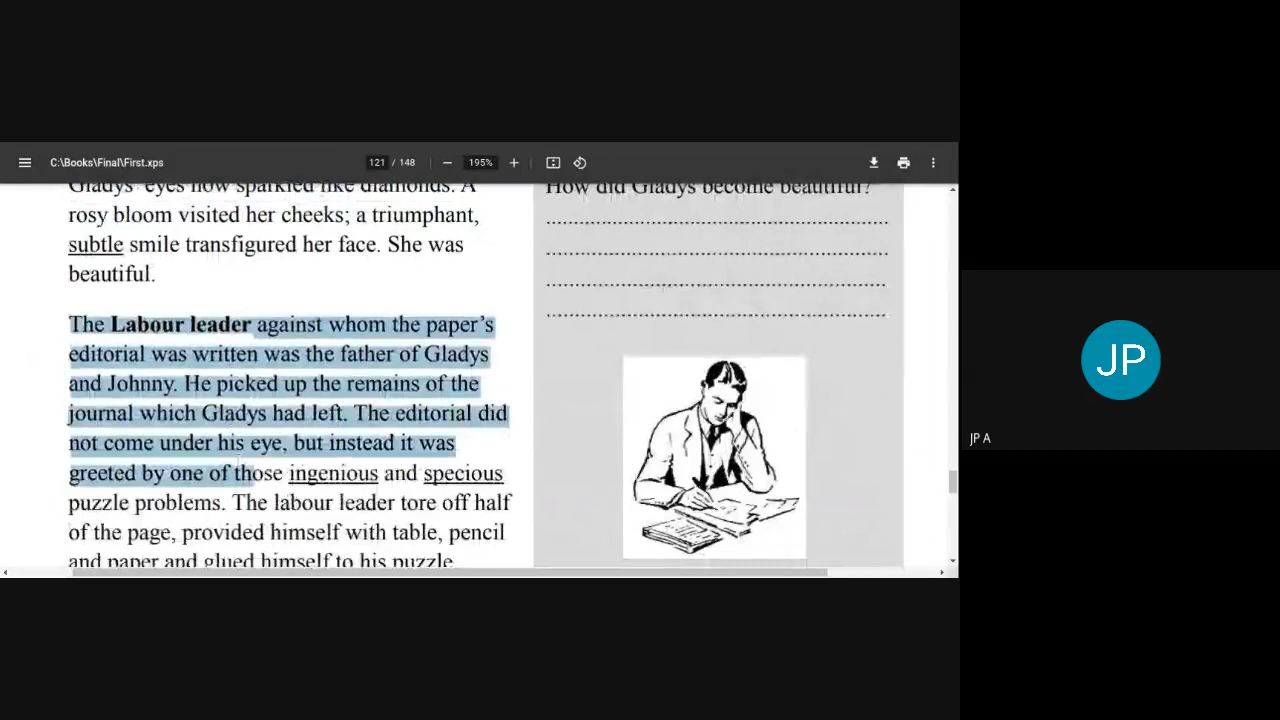 C:\Books\Final\First.xps
121 / 148
195%
Gladys' eyes now sparkled like diamonds. A
rosy bloom visited her cheeks; a triumphant,
subtle smile transfigured her face. She was
beautiful.
The Labour leader against whom the paper's
editorial was written was the father of Gladys
and Johnny. He picked up the remains of the
journal which Gladys had left. The editorial did
not come under his eye, but instead it was
greeted by one of those ingenious and specious
puzzle problems. The labour leader tore off half
of the page, provided himself with table, pencil
and paper and glued himself to his puzzle.
How did Gladys become beautiful?
JP
JP A